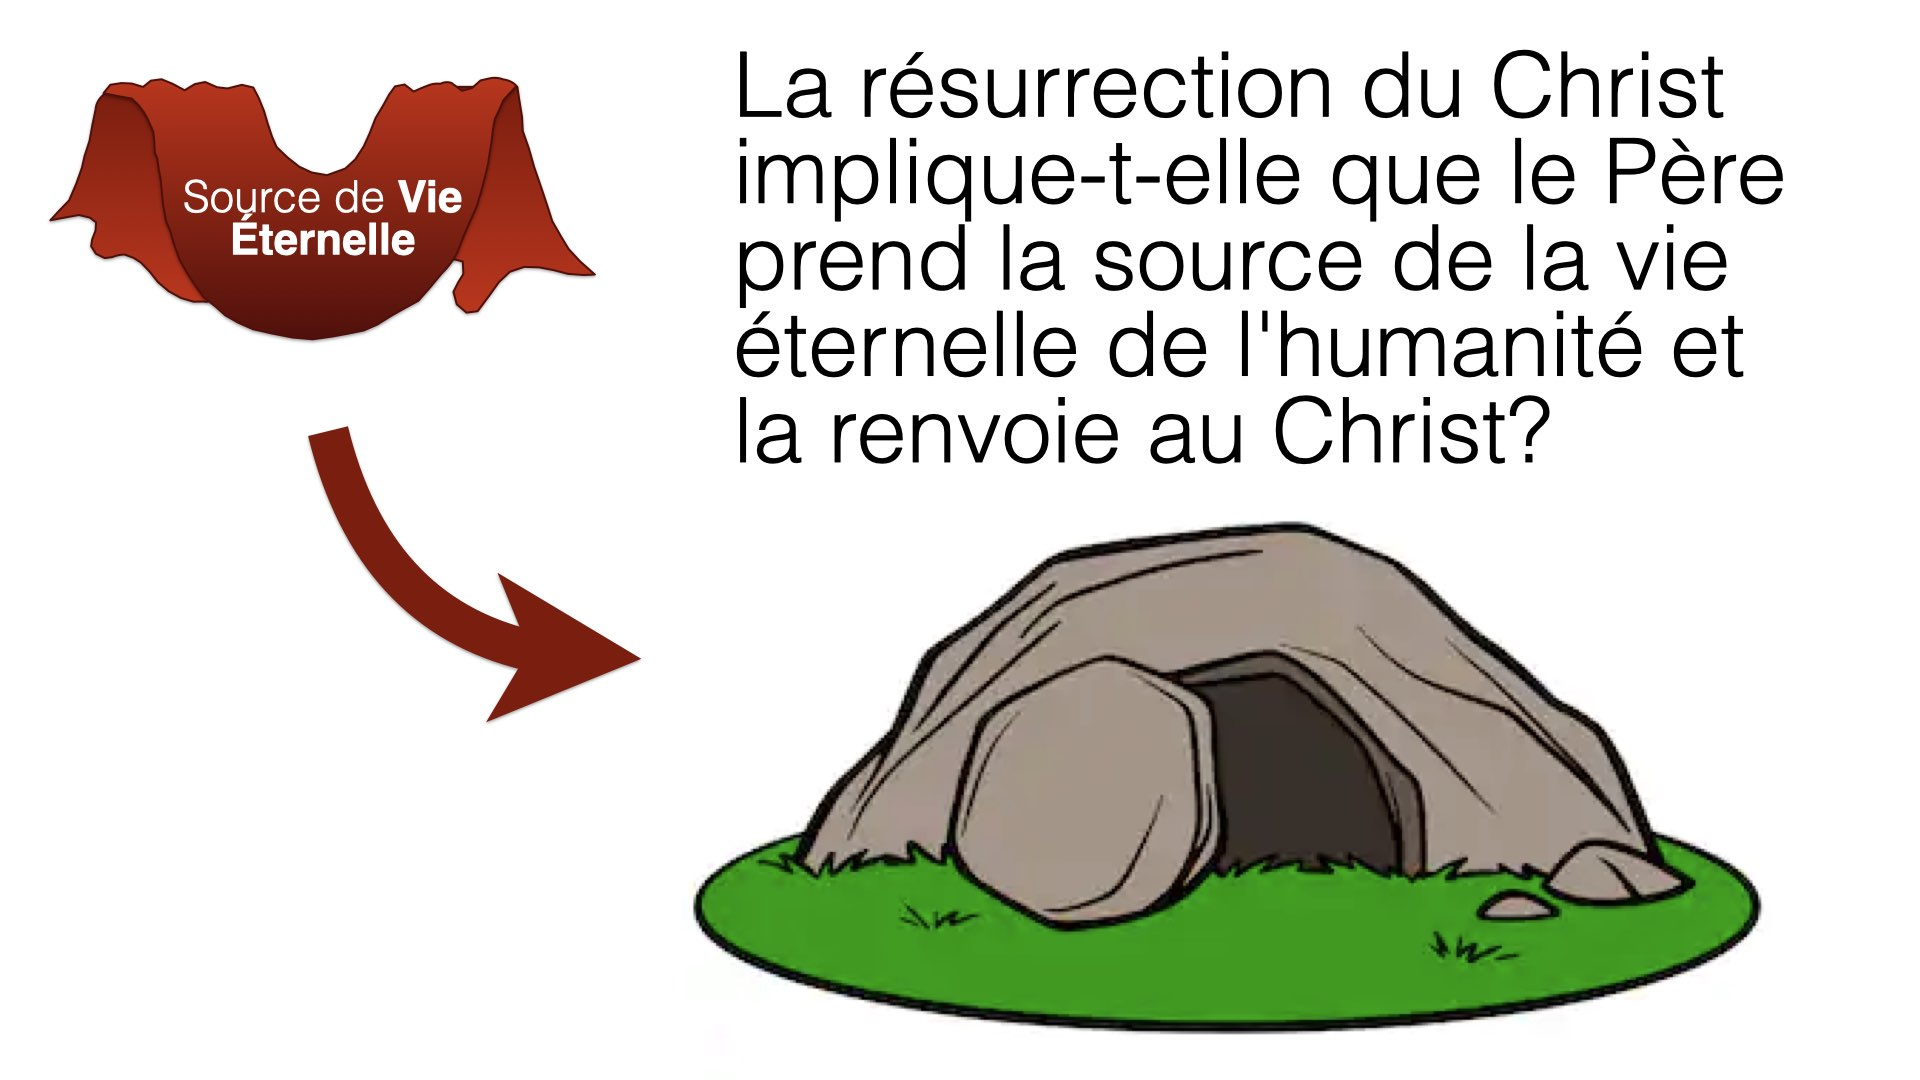 Source de Vie
Éternelle
La résurrection du Christ
implique-t-elle que le Père
prend la source de la vie
éternelle de l'humanité et
la renvoie au Christ?